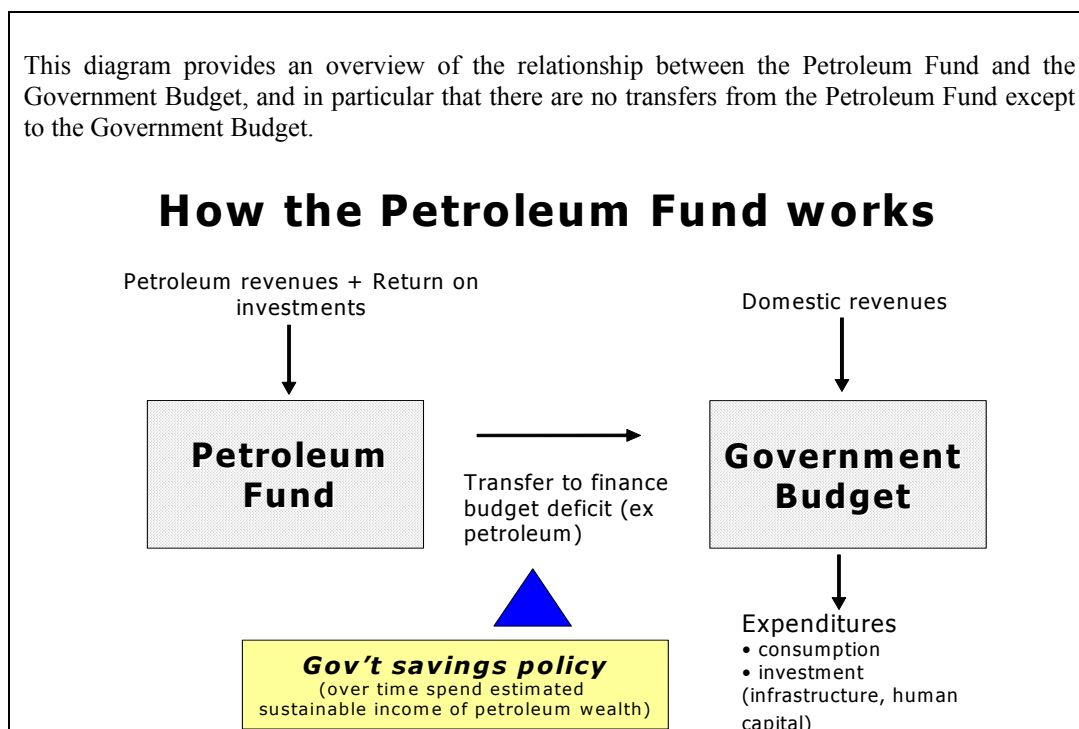 This diagram provides an overview of the relationship between the Petroleum Fund and the
Government Budget, and in particular that there are no transfers from the Petroleum Fund except
to the Government Budget.
How the Petroleum Fund works
Petroleum revenues + Return on
investments
Domestic revenues
Petroleum
Fund
Transfer to finance
budget deficit (ex
petroleum)
Government
Budget
Gov't savings policy
(over time spend estimated
sustainable income of petroleum wealth)
Expenditures
• consumption
• investment
(infrastructure, human
capital)